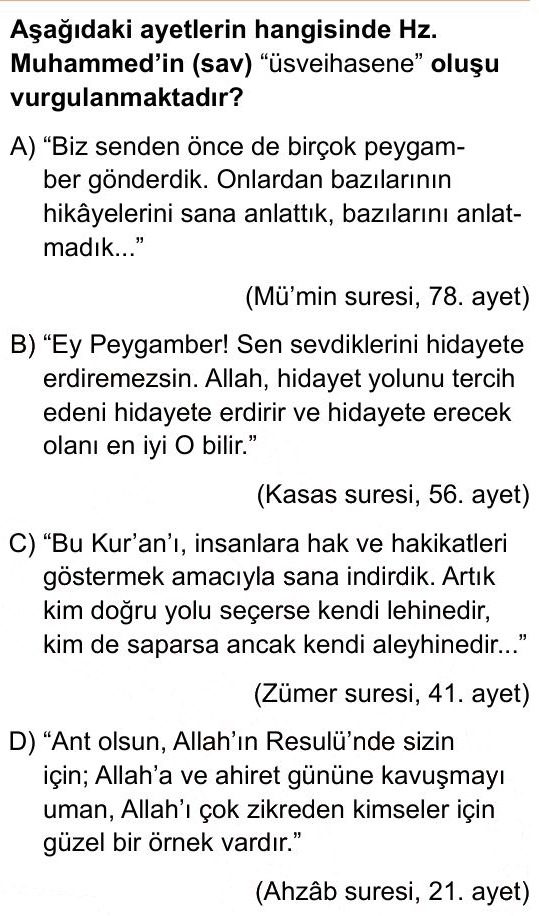 Aşağıdaki ayetlerin hangisinde Hz.
Muhammed’in (sav) “üsveihasene” oluşu
vurgulanmaktadır?
A) “Biz senden önce de birçok peygam-
ber gönderdik. Onlardan bazılarının
hikâyelerini sana anlattık, bazılarını anlat-
madık...”
(Mü’min suresi, 78. ayet)
B) “Ey Peygamber! Sen sevdiklerini hidayete
erdiremezsin. Allah, hidayet yolunu tercih
edeni hidayete erdirir ve hidayete erecek
olanı en iyi O bilir.”
(Kasas suresi, 56. ayet)
C) “Bu Kur’an’ı, insanlara hak ve hakikatleri
göstermek amacıyla sana indirdik. Artık
kim doğru yolu seçerse kendi lehinedir,
kim de saparsa ancak kendi aleyhinedir...”
(Zümer suresi, 41. ayet)
D) “Ant olsun, Allah’ın Resulü’nde sizin
için; Allah’a ve ahiret gününe kavuşmayı
uman, Allah’ı çok zikreden kimseler için
güzel bir örnek vardır.”
(Ahzâb suresi, 21. ayet)